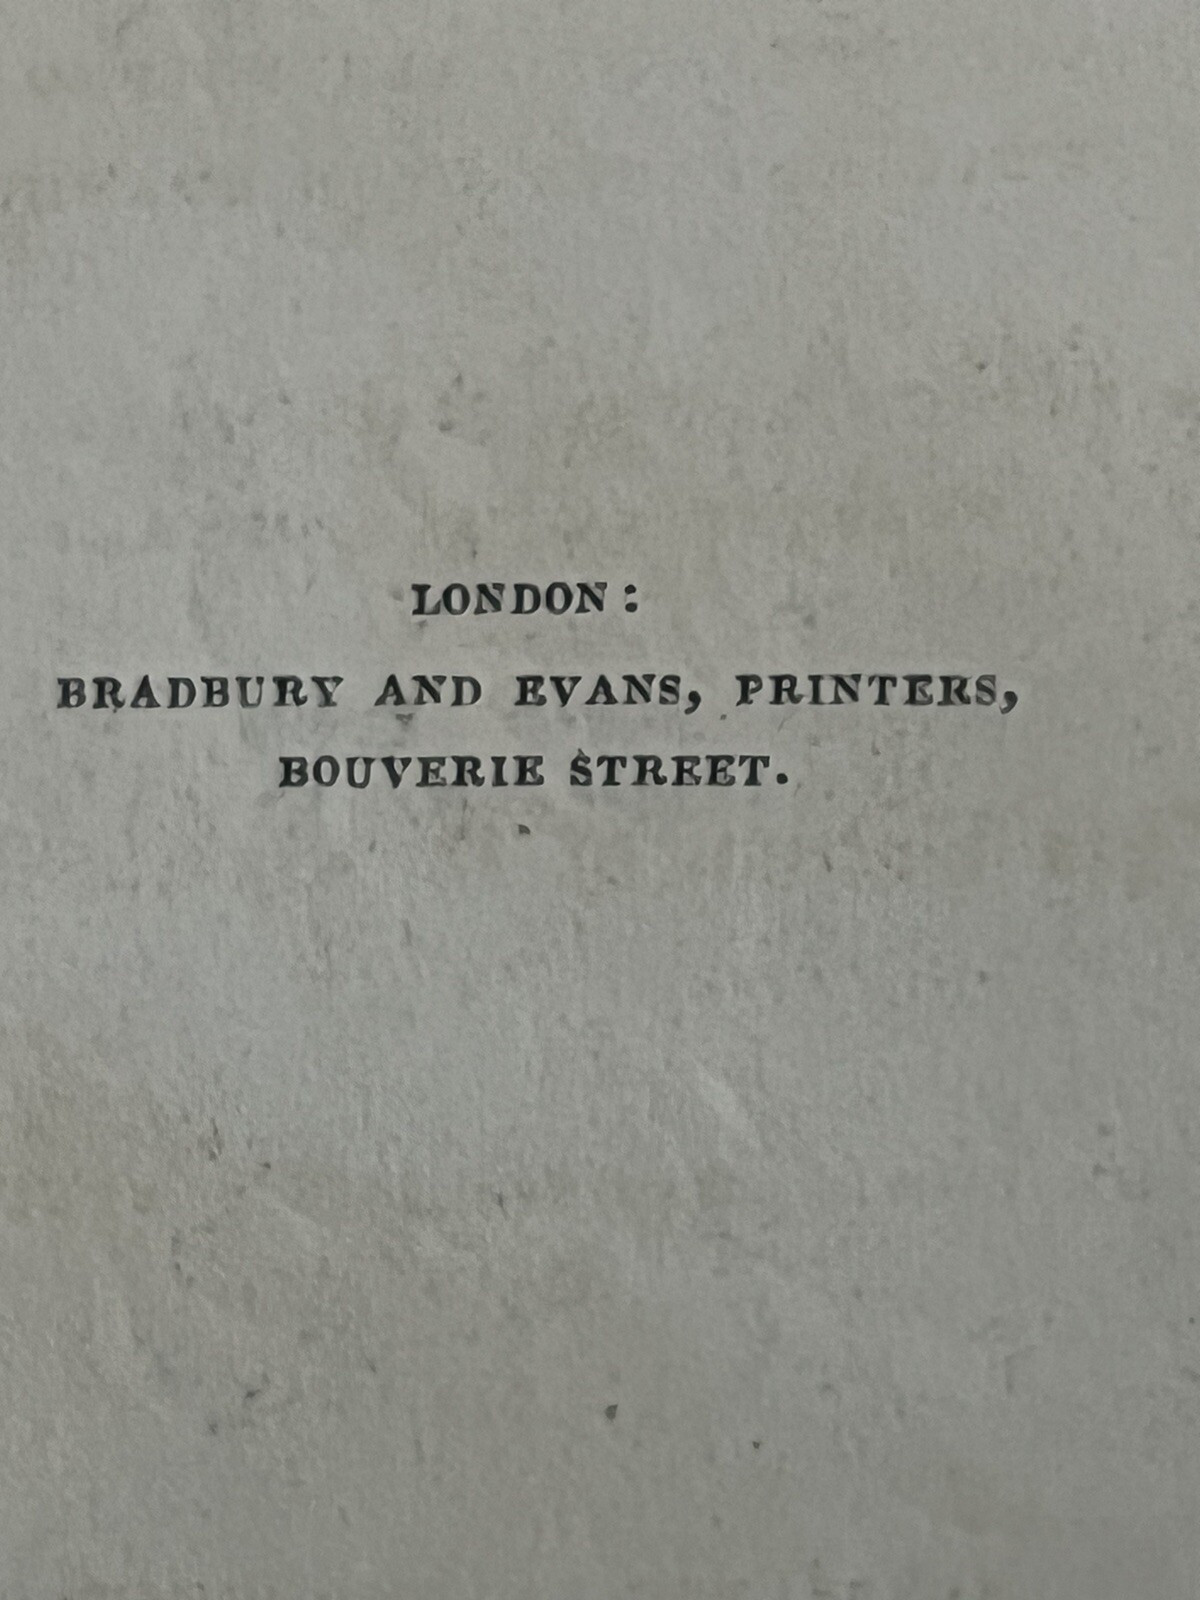 LONDON:
BRADBURY AND EVANS, PRINTERS,
BOUVERIE STREET.